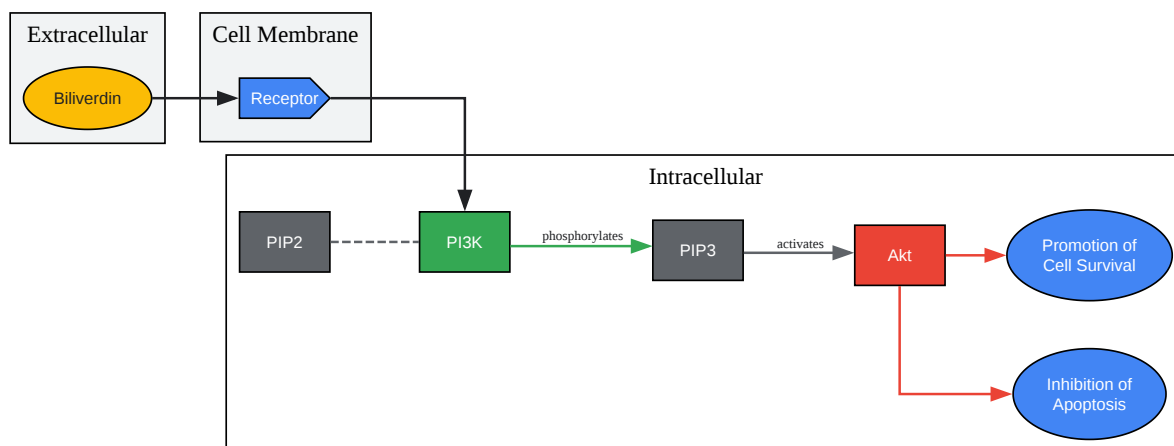 Extracellular
Cell Membrane
Biliverdin
Receptor
Intracellular
PIP2
PI3K
phosphorylates
PIP3
activates
Akt
Promotion of
Cell Survival
Inhibition of
Apoptosis